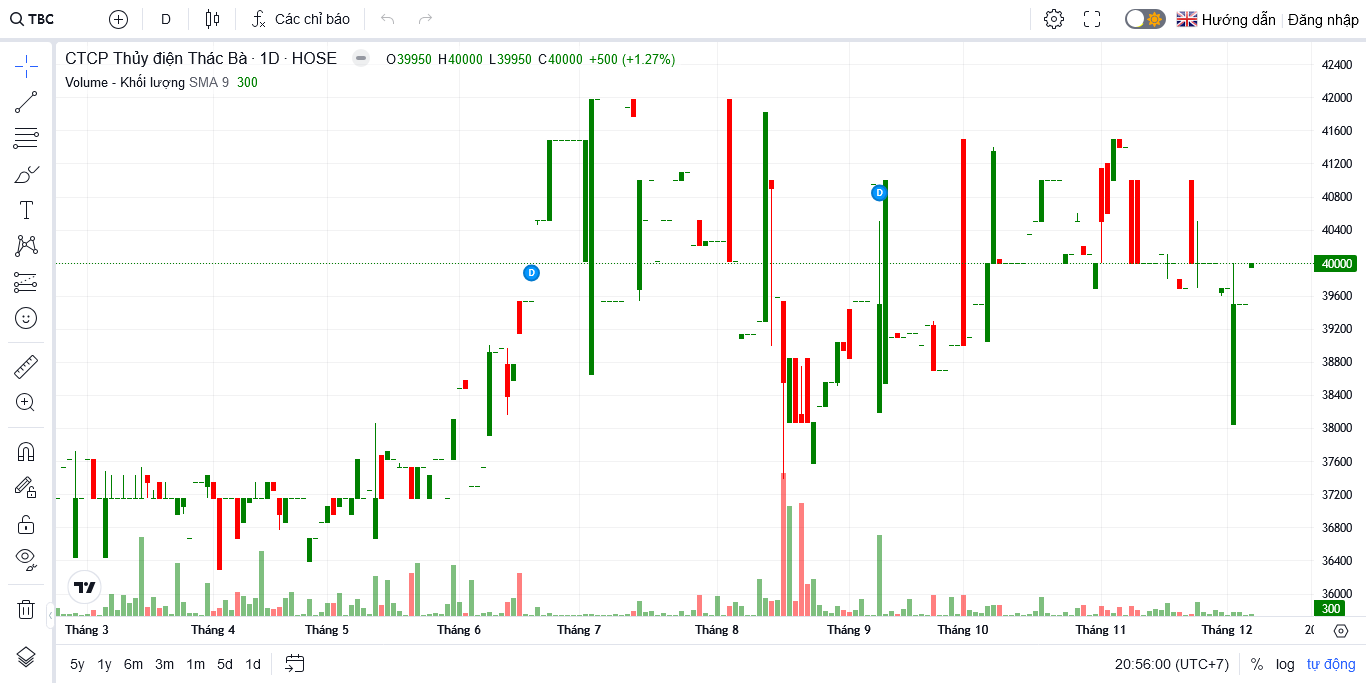 TBC D Các chỉ báo Hướng dẫn Đăng nhập
CTCP Thủy điện Thác Bà · 1D · HOSE O39950 H40000 L39950 C40000 +500 (+1.27%)
Volume - Khối lượng SMA 9 300
42400
42000
41600
41200
40800
40400
40000
39600
39200
38800
38400
38000
37600
37200
36800
36400
36000
300
D
D
Tháng 3 Tháng 4 Tháng 5 Tháng 6 Tháng 7 Tháng 8 Tháng 9 Tháng 10 Tháng 11 Tháng 12
5y 1y 6m 3m 1m 5d 1d 20:56:00 (UTC+7) % log tự động